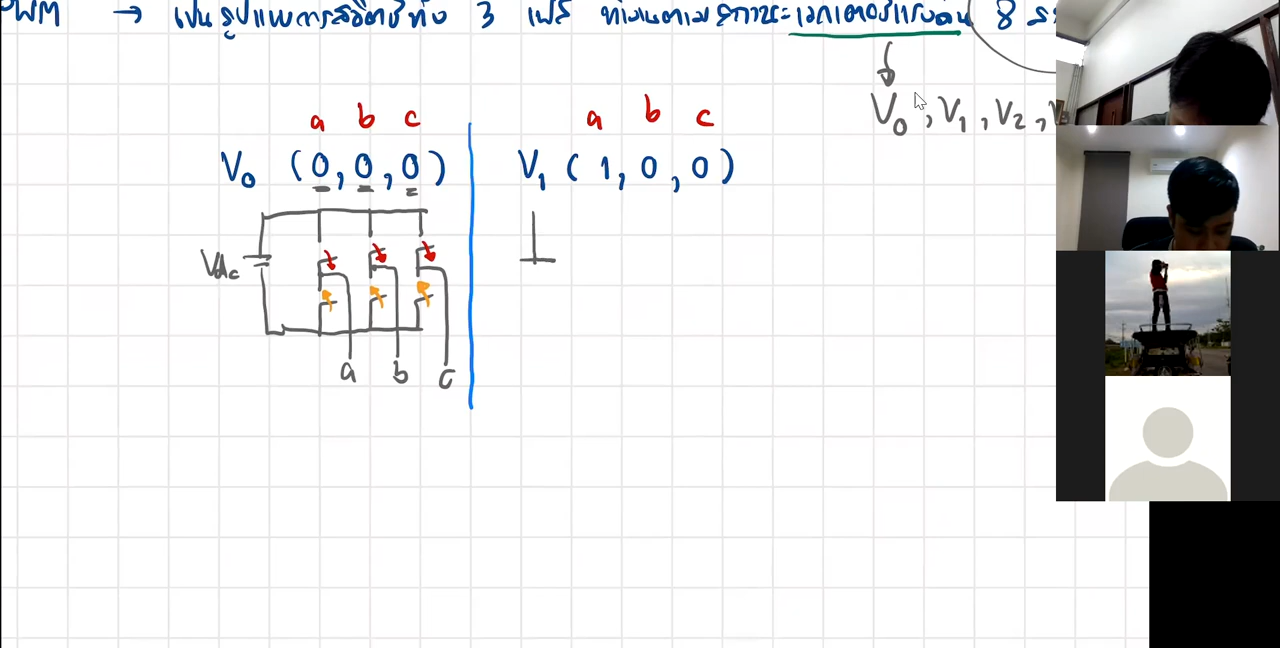 PWM → เป็นรูปแบบการสวิตช์ทั้ง 3 เฟส ทำงานตามสถานะเวกเตอร์แรงดัน 8
V0 , V1 , V2 ,
a b c
a b c
V0 (0, 0, 0)
V1 (1, 0, 0)
Vdc
a b c